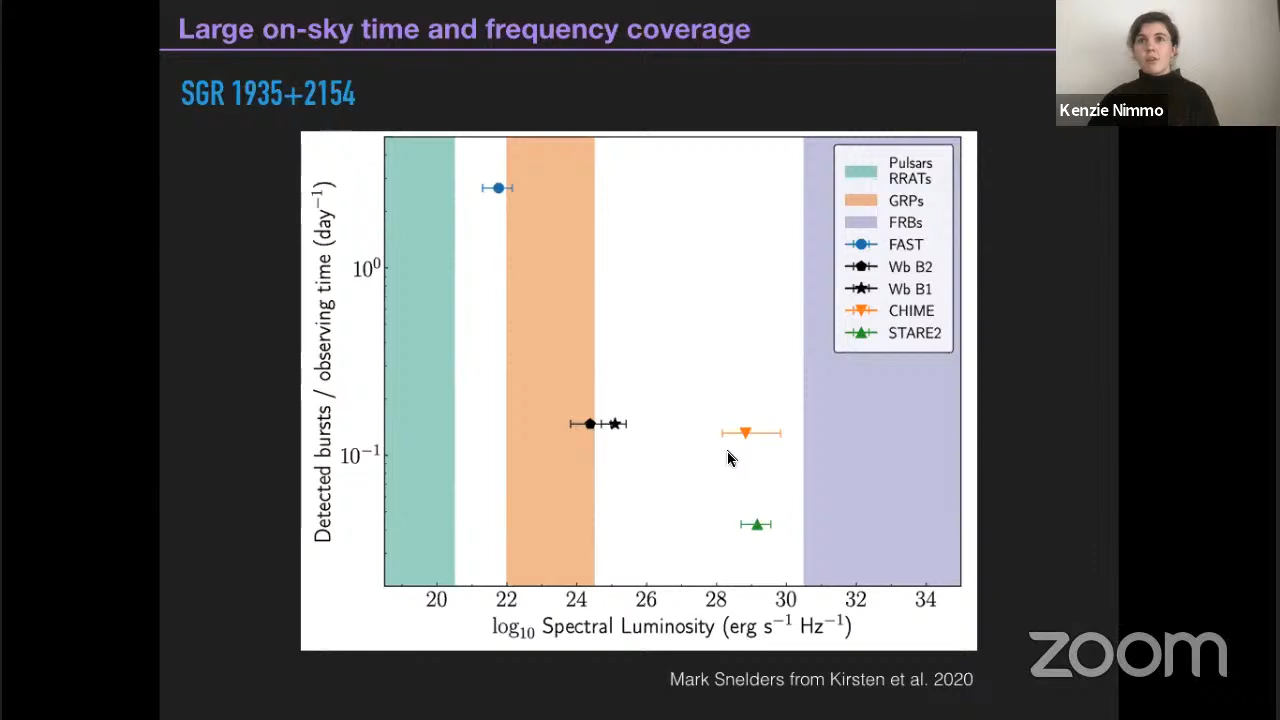 Large on-sky time and frequency coverage
Kenzie Nimmo
SGR 1935+2154
Detected bursts / observing time (day⁻¹)
10⁰
10⁻¹
Pulsars
RRATs
GRPs
FRBs
FAST
Wb B2
Wb B1
CHIME
STARE2
20 22 24 26 28 30 32 34
log₁₀ Spectral Luminosity (erg s⁻¹ Hz⁻¹)
Mark Snelders from Kirsten et al. 2020
zoom